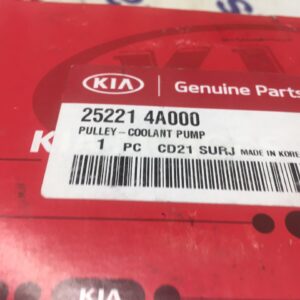 KIA Genuine Parts
25221 4A000
PULLEY-COOLANT PUMP
1 PC CD21 SURJ MADE IN KOREA
KIA